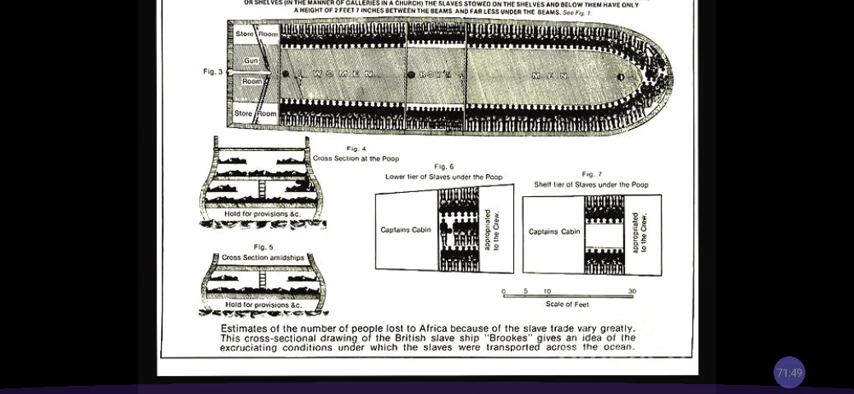 OR SHELVES (IN THE MANNER OF GALLERIES IN A CHURCH) THE SLAVES STOWED ON THE SHELVES AND BELOW THEM HAVE ONLY
A HEIGHT OF 2 FEET 7 INCHES BETWEEN THE BEAMS AND FAR LESS UNDER THE BEAMS. See Fig. 1.
Store Room
Gun
Room
Store Room
Fig. 3
WOMEN
BOYS
MEN
Fig. 4
Cross Section at the Poop
Hold for provisions &c.
Fig. 5
Cross Section amidships
Hold for provisions &c.
Fig. 6
Lower tier of Slaves under the Poop
Captains Cabin
appropriated
to the Crew.
Fig. 7
Shelf tier of Slaves under the Poop
Captains Cabin
appropriated
to the Crew.
0 5 10 30
Scale of Feet
Estimates of the number of people lost to Africa because of the slave trade vary greatly.
This cross-sectional drawing of the British slave ship "Brookes" gives an idea of the
excruciating conditions under which the slaves were transported across the ocean.
71:49